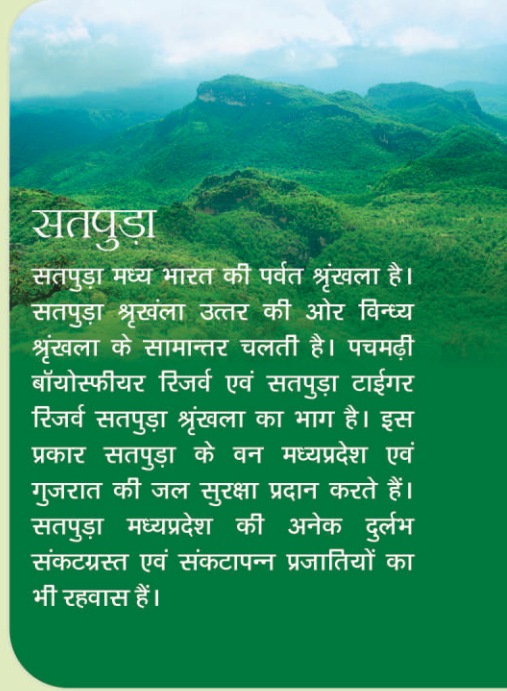 सतपुड़ा
सतपुड़ा मध्य भारत की पर्वत श्रृंखला है।
सतपुड़ा श्रृखंला उत्तर की ओर विन्ध्य
श्रृंखला के सामान्तर चलती है। पचमढ़ी
बॉयोस्फीयर रिजर्व एवं सतपुड़ा टाईगर
रिजर्व सतपुड़ा श्रृंखला का भाग है। इस
प्रकार सतपुड़ा के वन मध्यप्रदेश एवं
गुजरात की जल सुरक्षा प्रदान करते हैं।
सतपुड़ा मध्यप्रदेश की अनेक दुर्लभ
संकटग्रस्त एवं संकटापन्न प्रजातियों का
भी रहवास हैं।